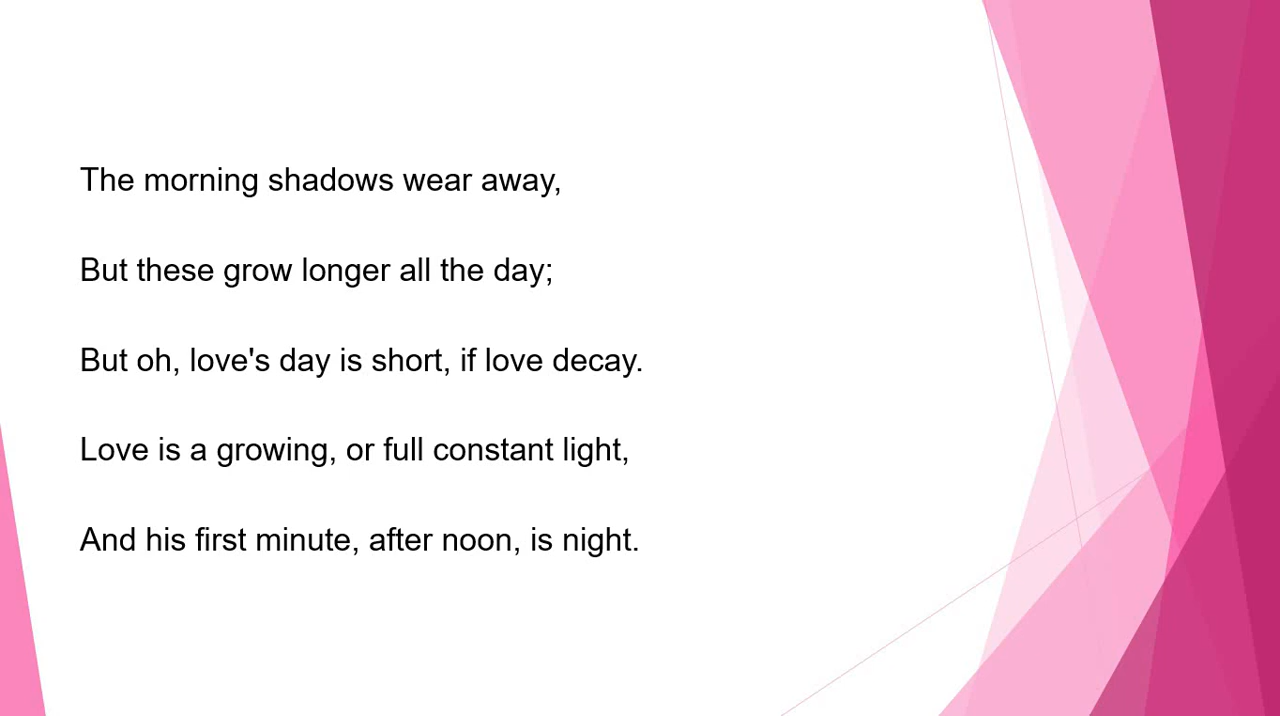 The morning shadows wear away,
But these grow longer all the day;
But oh, love's day is short, if love decay.
Love is a growing, or full constant light,
And his first minute, after noon, is night.